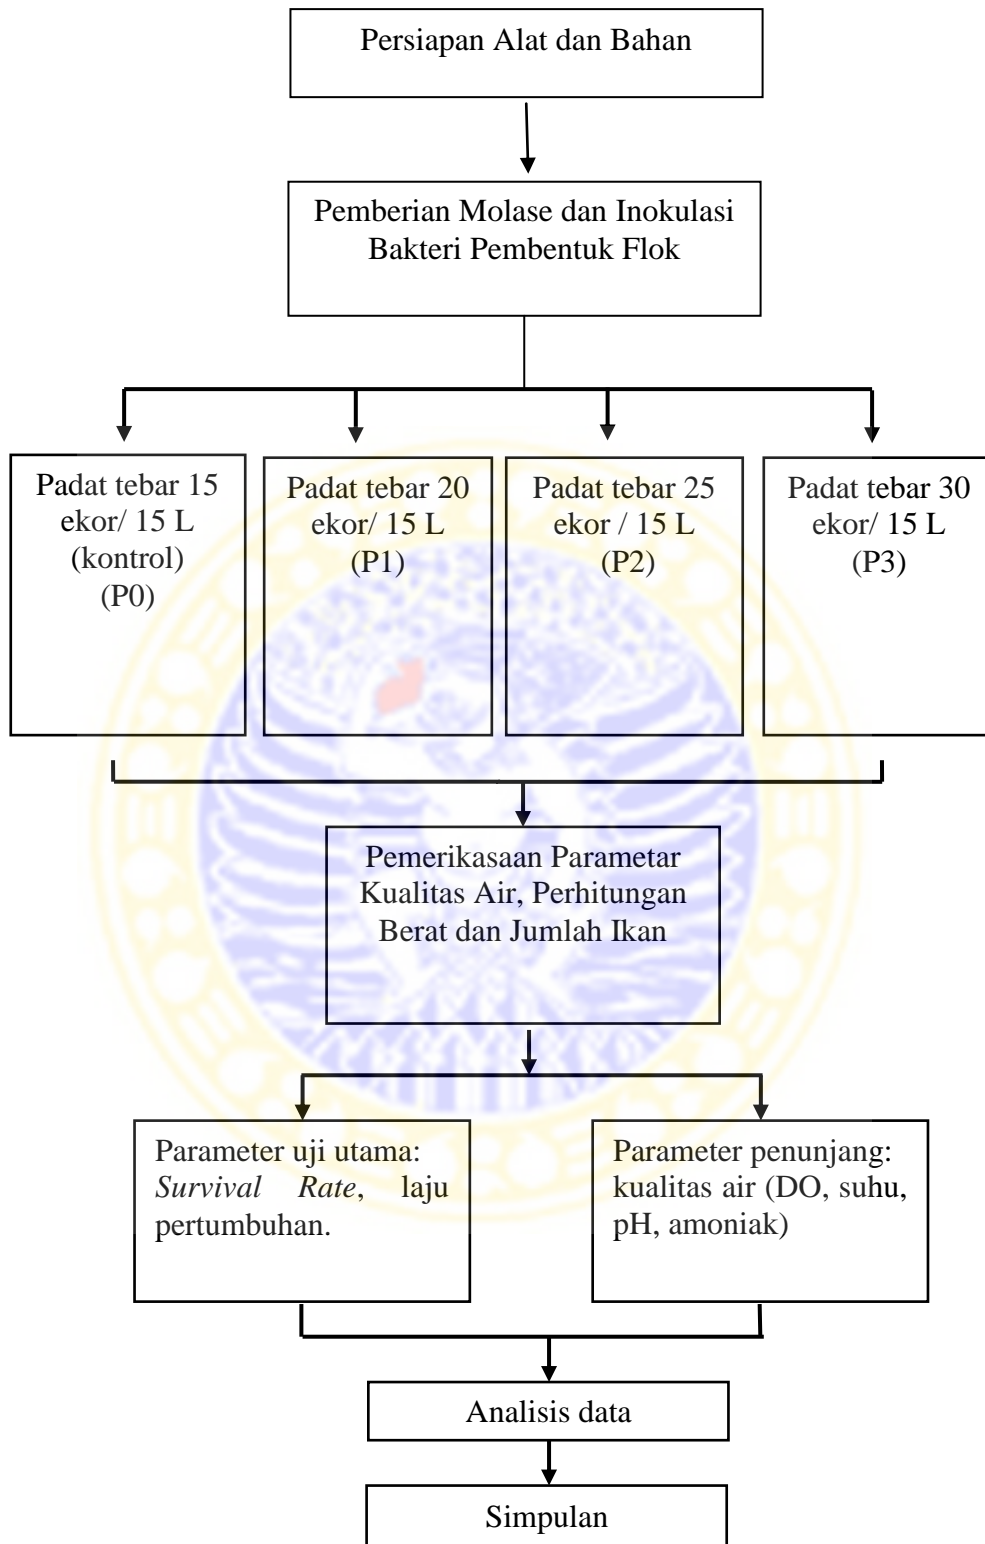 Persiapan Alat dan Bahan
Pemberian Molase dan Inokulasi
Bakteri Pembentuk Flok
Padat tebar 15
ekor/ 15 L
(kontrol)
(P0)
Padat tebar 20
ekor/ 15 L
(P1)
Padat tebar 25
ekor / 15 L
(P2)
Padat tebar 30
ekor/ 15 L
(P3)
Pemerikasaan Parametar
Kualitas Air, Perhitungan
Berat dan Jumlah Ikan
Parameter uji utama:
Survival Rate, laju
pertumbuhan.
Parameter penunjang:
kualitas air (DO, suhu,
pH, amoniak)
Analisis data
Simpulan